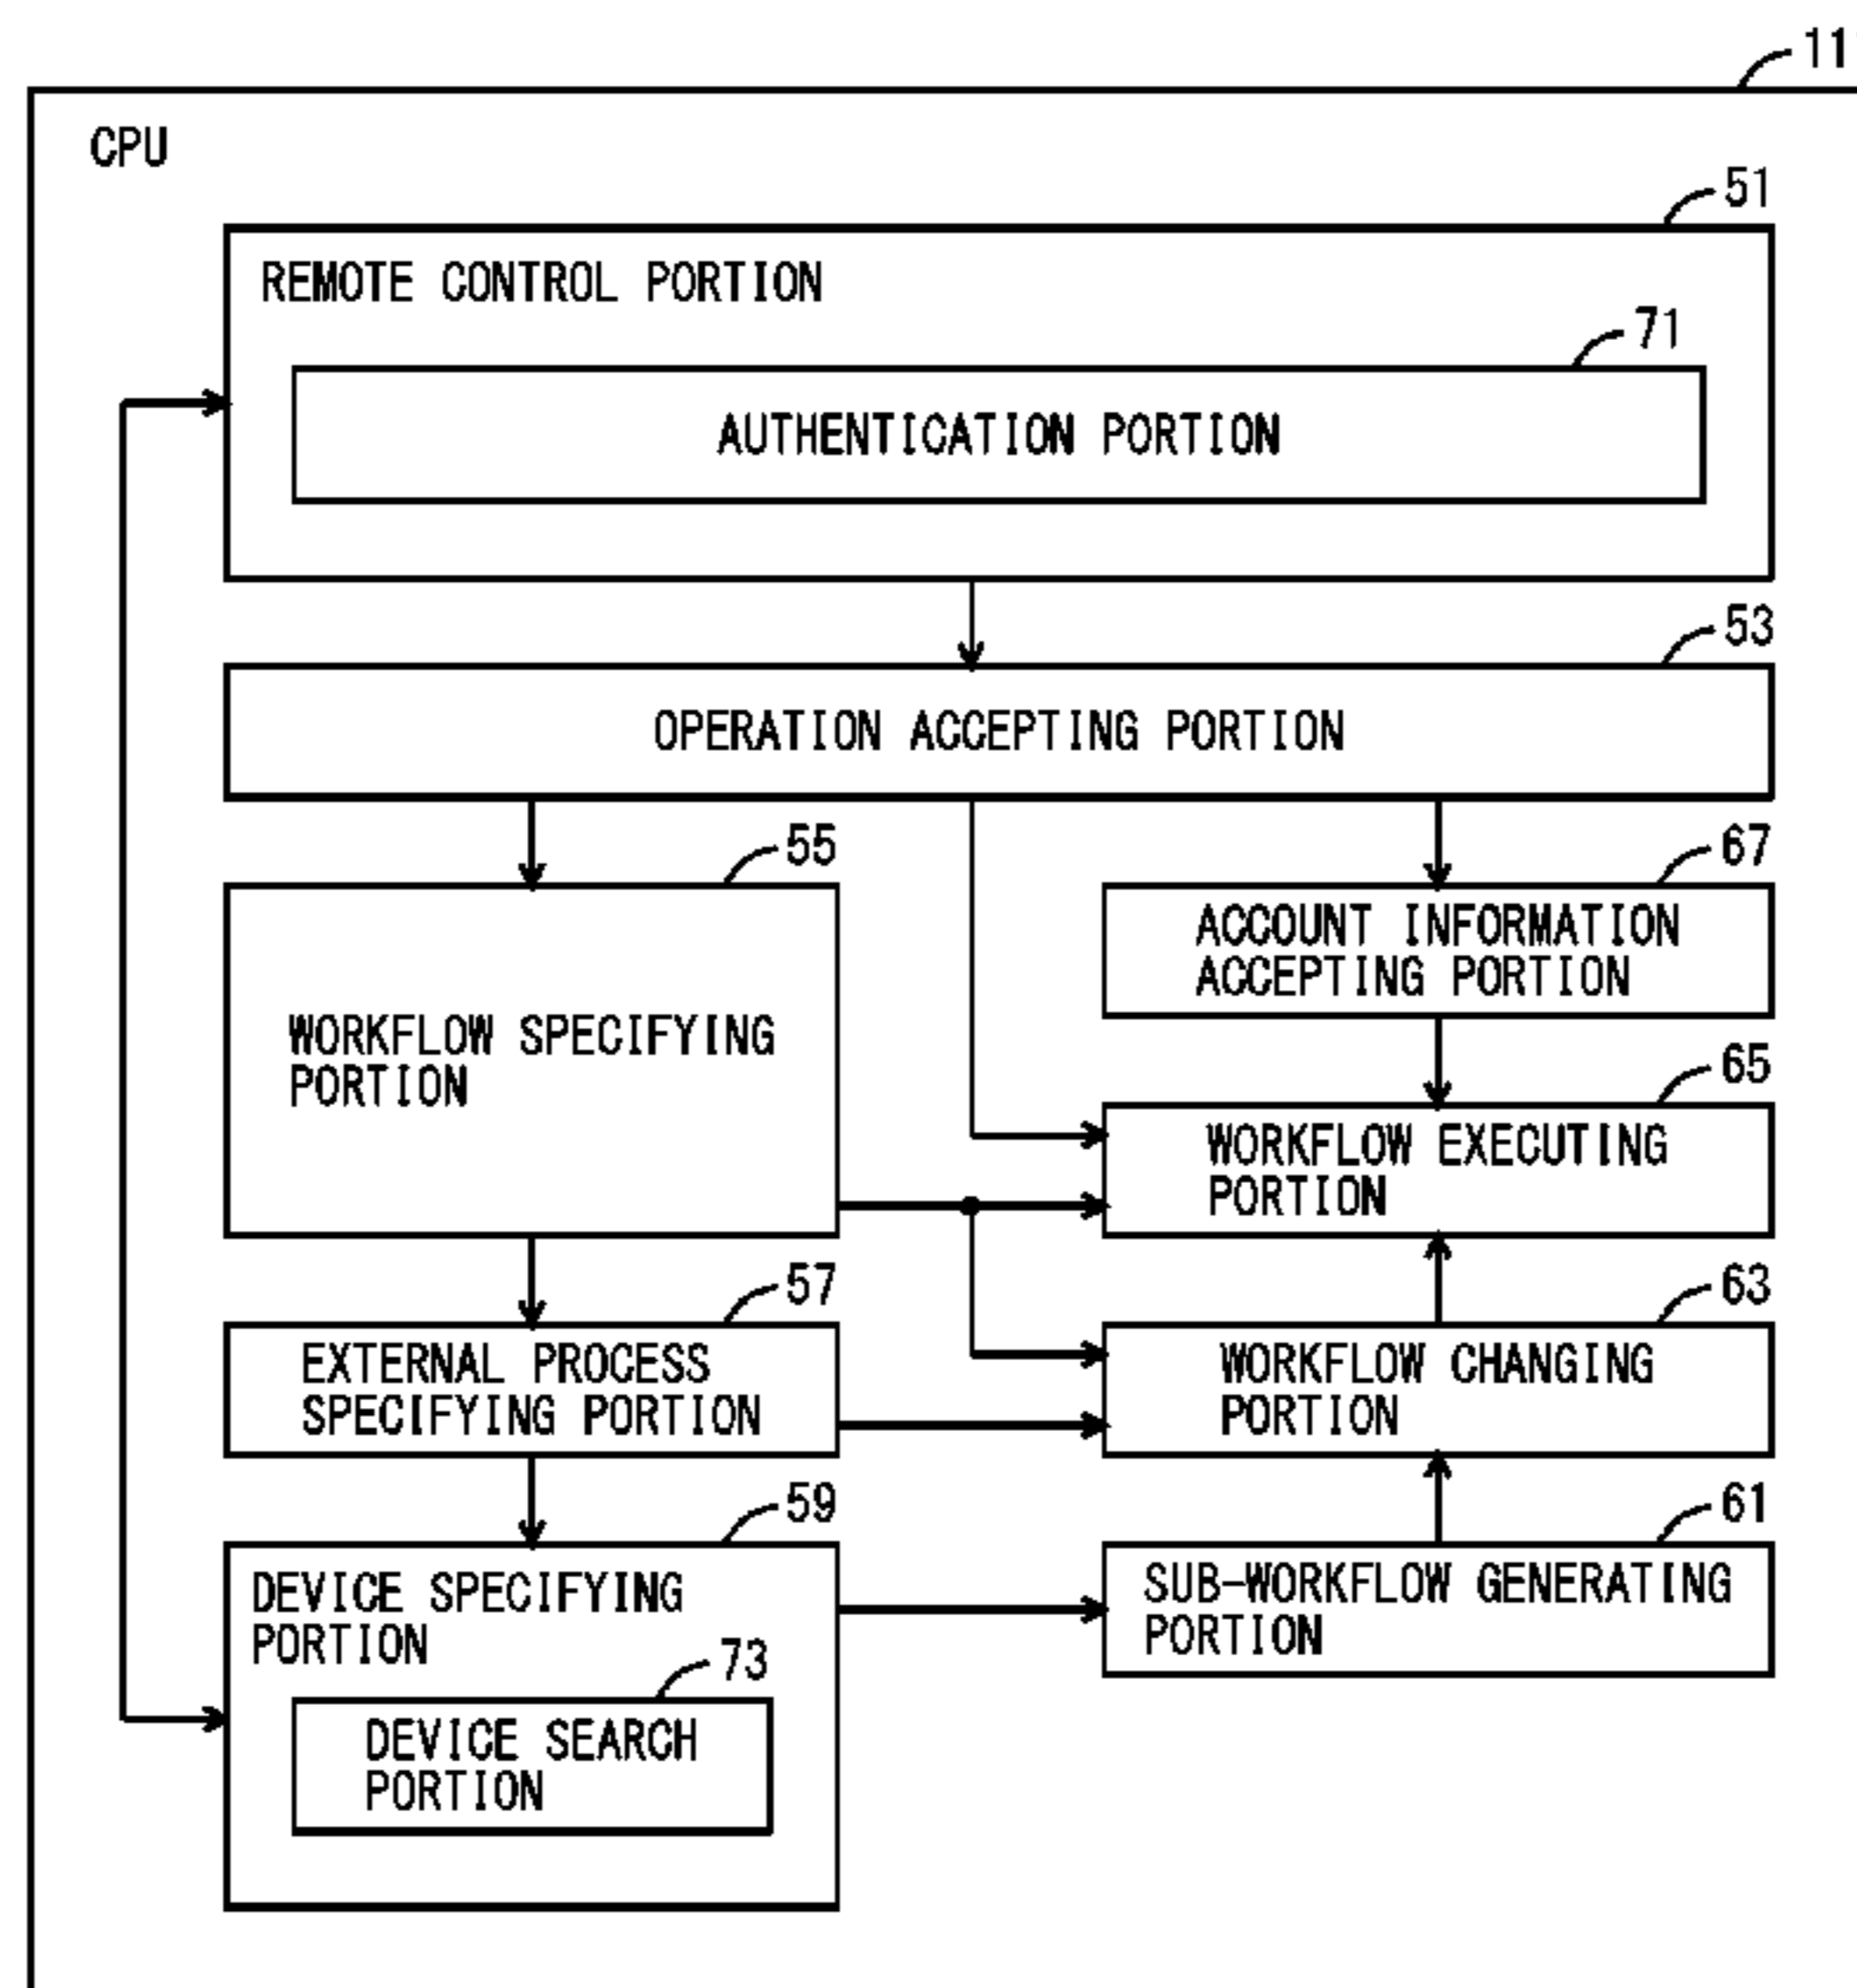 11
CPU
51
REMOTE CONTROL PORTION
71
AUTHENTICATION PORTION
53
OPERATION ACCEPTING PORTION
55
67
ACCOUNT INFORMATION
ACCEPTING PORTION
WORKFLOW SPECIFYING
PORTION
65
WORKFLOW EXECUTING
PORTION
57
63
EXTERNAL PROCESS
SPECIFYING PORTION
WORKFLOW CHANGING
PORTION
59
61
DEVICE SPECIFYING
PORTION
SUB-WORKFLOW GENERATING
PORTION
73
DEVICE SEARCH
PORTION